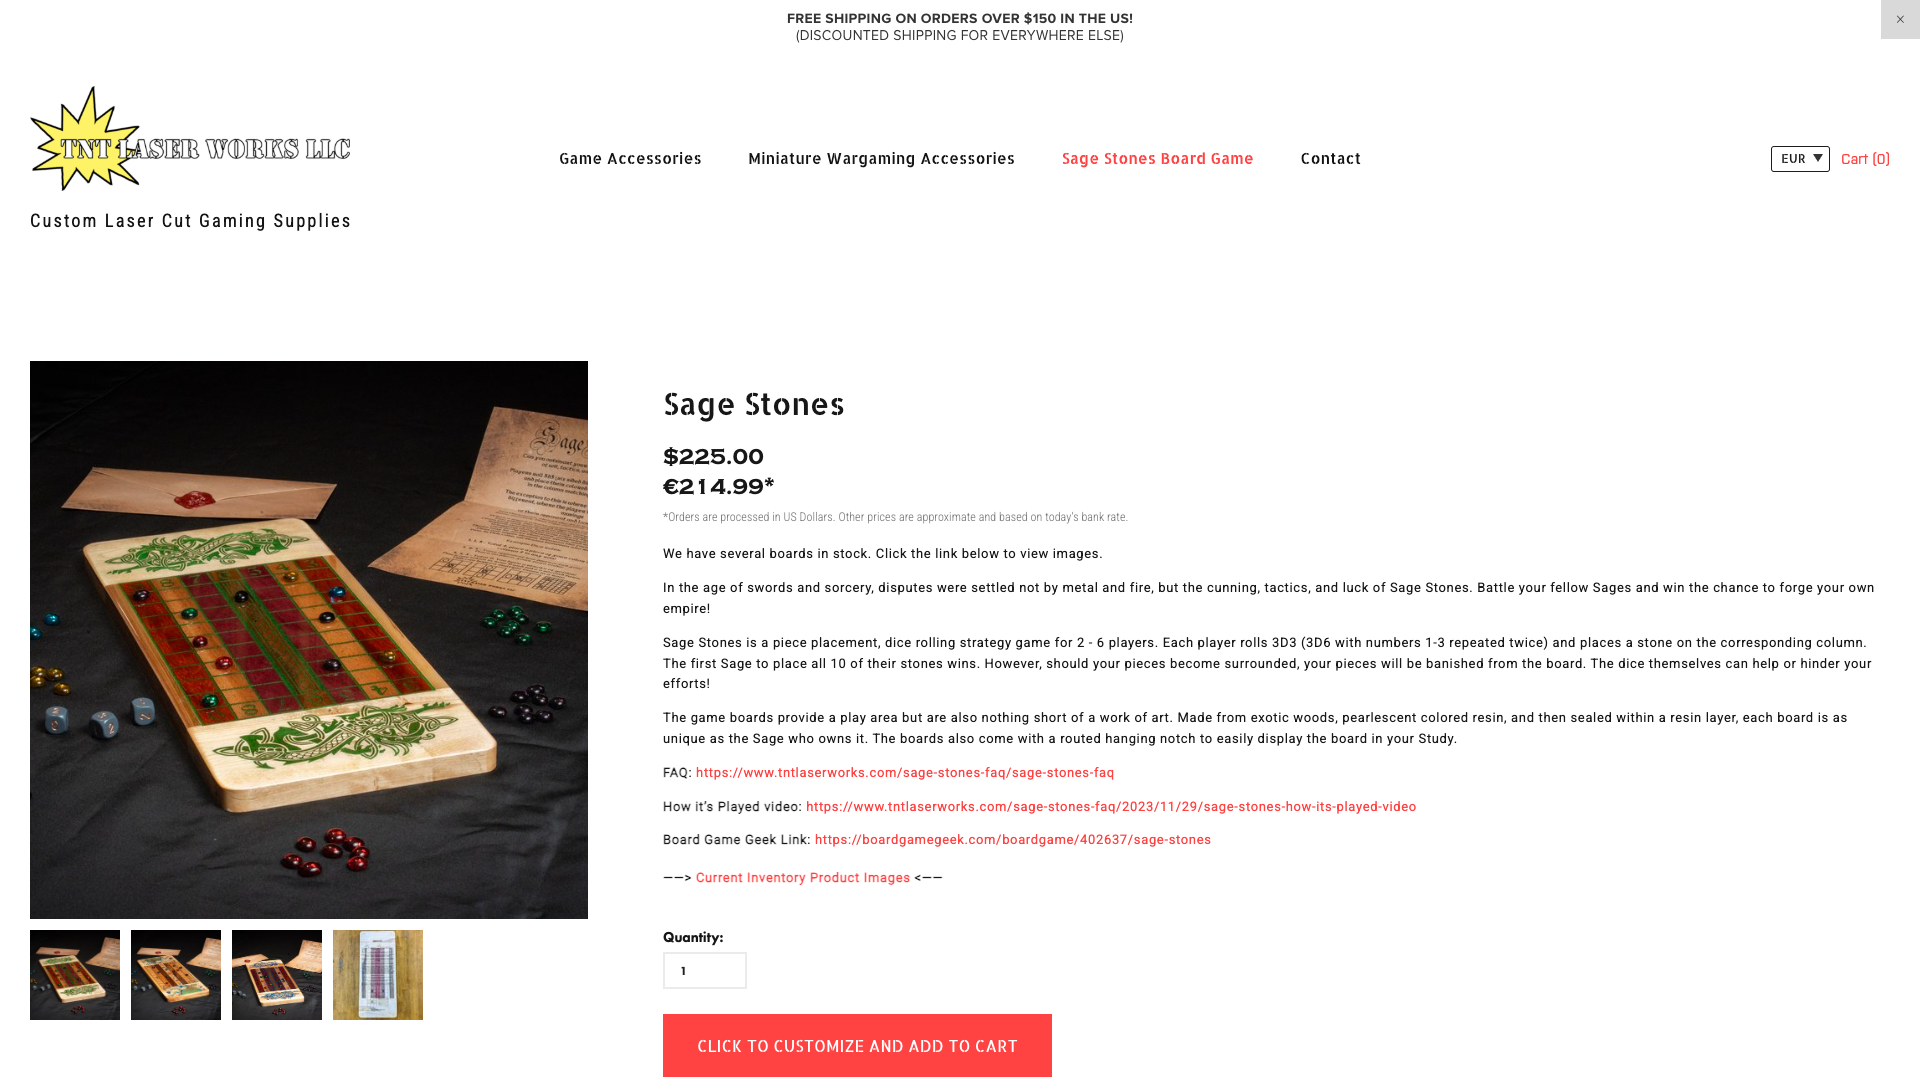 FREE SHIPPING ON ORDERS OVER $150 IN THE US!
(DISCOUNTED SHIPPING FOR EVERYWHERE ELSE)
×
TNT LASER WORKS LLC
Custom Laser Cut Gaming Supplies
Game Accessories
Miniature Wargaming Accessories
Sage Stones Board Game
Contact
EUR ▼
Cart (0)
Sage Stones
$225.00
€214.99*
*Orders are processed in US Dollars. Other prices are approximate and based on today's bank rate.
We have several boards in stock. Click the link below to view images.
In the age of swords and sorcery, disputes were settled not by metal and fire, but the cunning, tactics, and luck of Sage Stones. Battle your fellow Sages and win the chance to forge your own
empire!
Sage Stones is a piece placement, dice rolling strategy game for 2 - 6 players. Each player rolls 3D3 (3D6 with numbers 1-3 repeated twice) and places a stone on the corresponding column.
The first Sage to place all 10 of their stones wins. However, should your pieces become surrounded, your pieces will be banished from the board. The dice themselves can help or hinder your
efforts!
The game boards provide a play area but are also nothing short of a work of art. Made from exotic woods, pearlescent colored resin, and then sealed within a resin layer, each board is as
unique as the Sage who owns it. The boards also come with a routed hanging notch to easily display the board in your Study.
FAQ: https://www.tntlaserworks.com/sage-stones-faq/sage-stones-faq
How it’s Played video: https://www.tntlaserworks.com/sage-stones-faq/2023/11/29/sage-stones-how-its-played-video
Board Game Geek Link: https://boardgamegeek.com/boardgame/402637/sage-stones
——> Current Inventory Product Images <——
Quantity:
1
CLICK TO CUSTOMIZE AND ADD TO CART
Sage